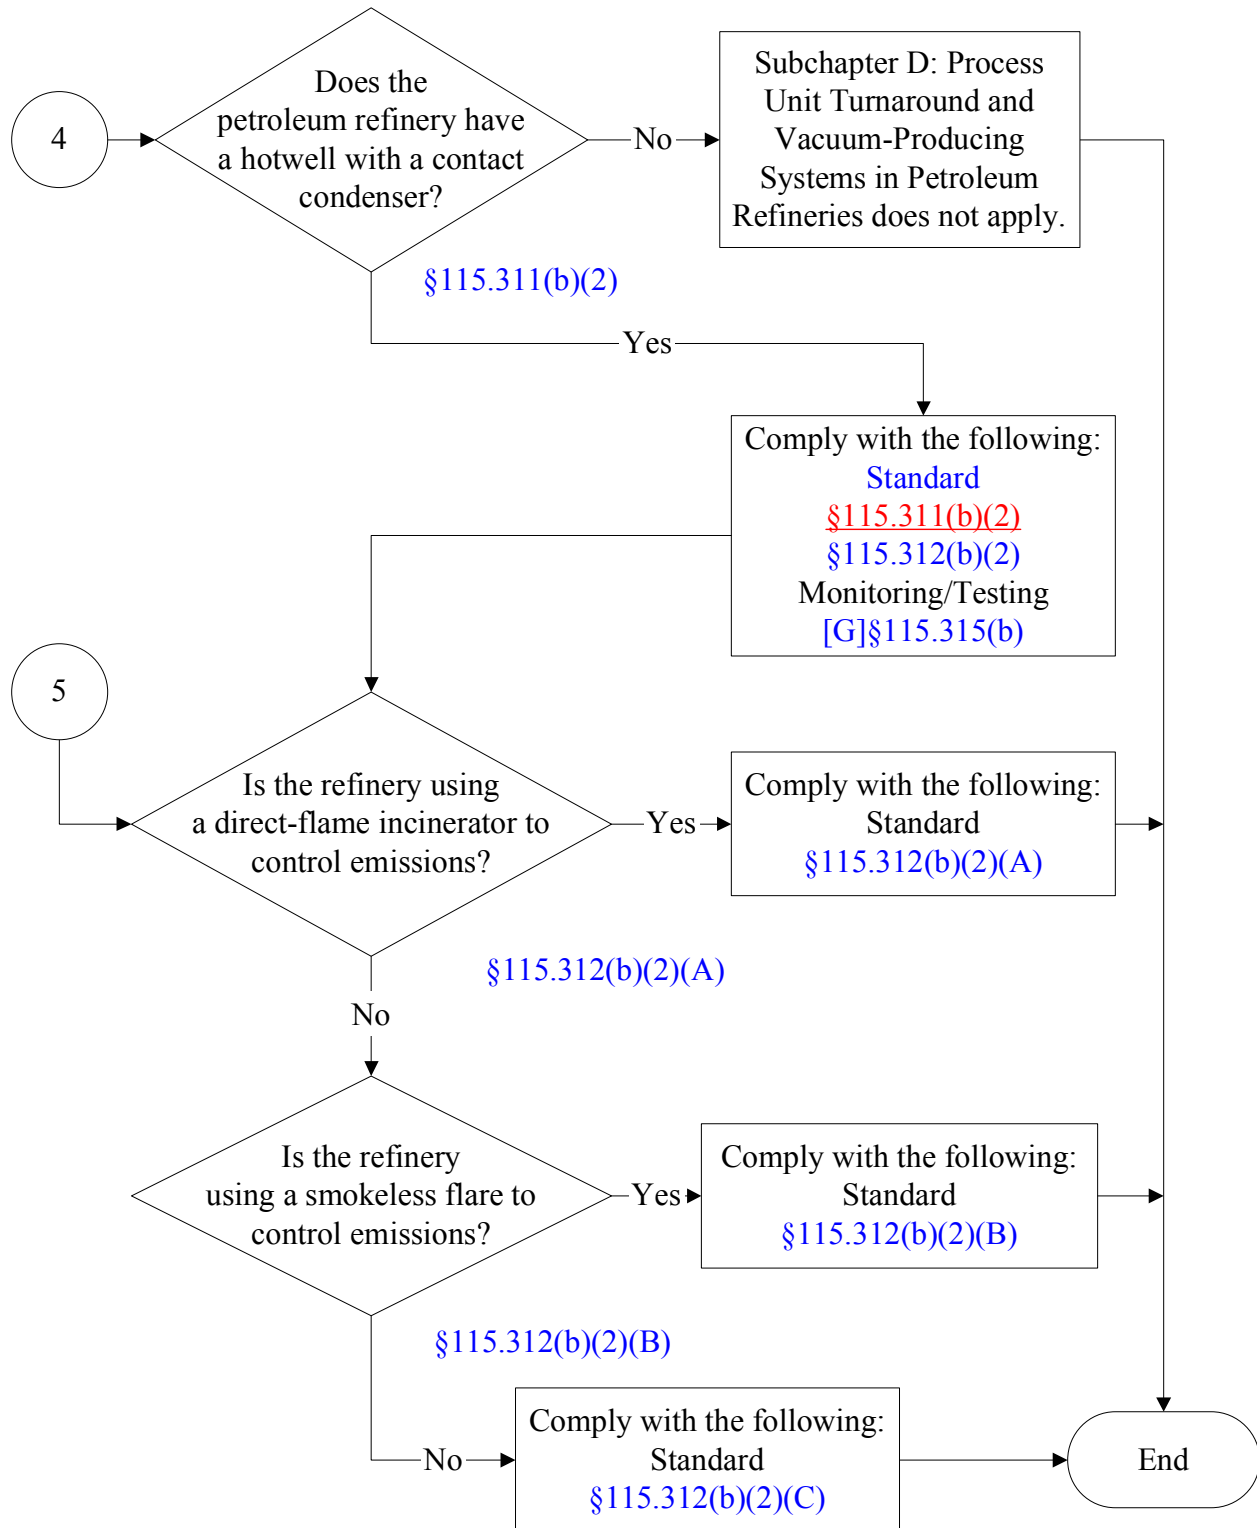 4
Does the
petroleum refinery have
a hotwell with a contact
condenser?
No
Subchapter D: Process
Unit Turnaround and
Vacuum-Producing
Systems in Petroleum
Refineries does not apply.
§115.311(b)(2)
Yes
Comply with the following:
Standard
§115.311(b)(2)
§115.312(b)(2)
Monitoring/Testing
[G]§115.315(b)
5
Is the refinery using
a direct-flame incinerator to
control emissions?
Yes
Comply with the following:
Standard
§115.312(b)(2)(A)
§115.312(b)(2)(A)
No
Is the refinery
using a smokeless flare to
control emissions?
Yes
Comply with the following:
Standard
§115.312(b)(2)(B)
§115.312(b)(2)(B)
No
Comply with the following:
Standard
§115.312(b)(2)(C)
End